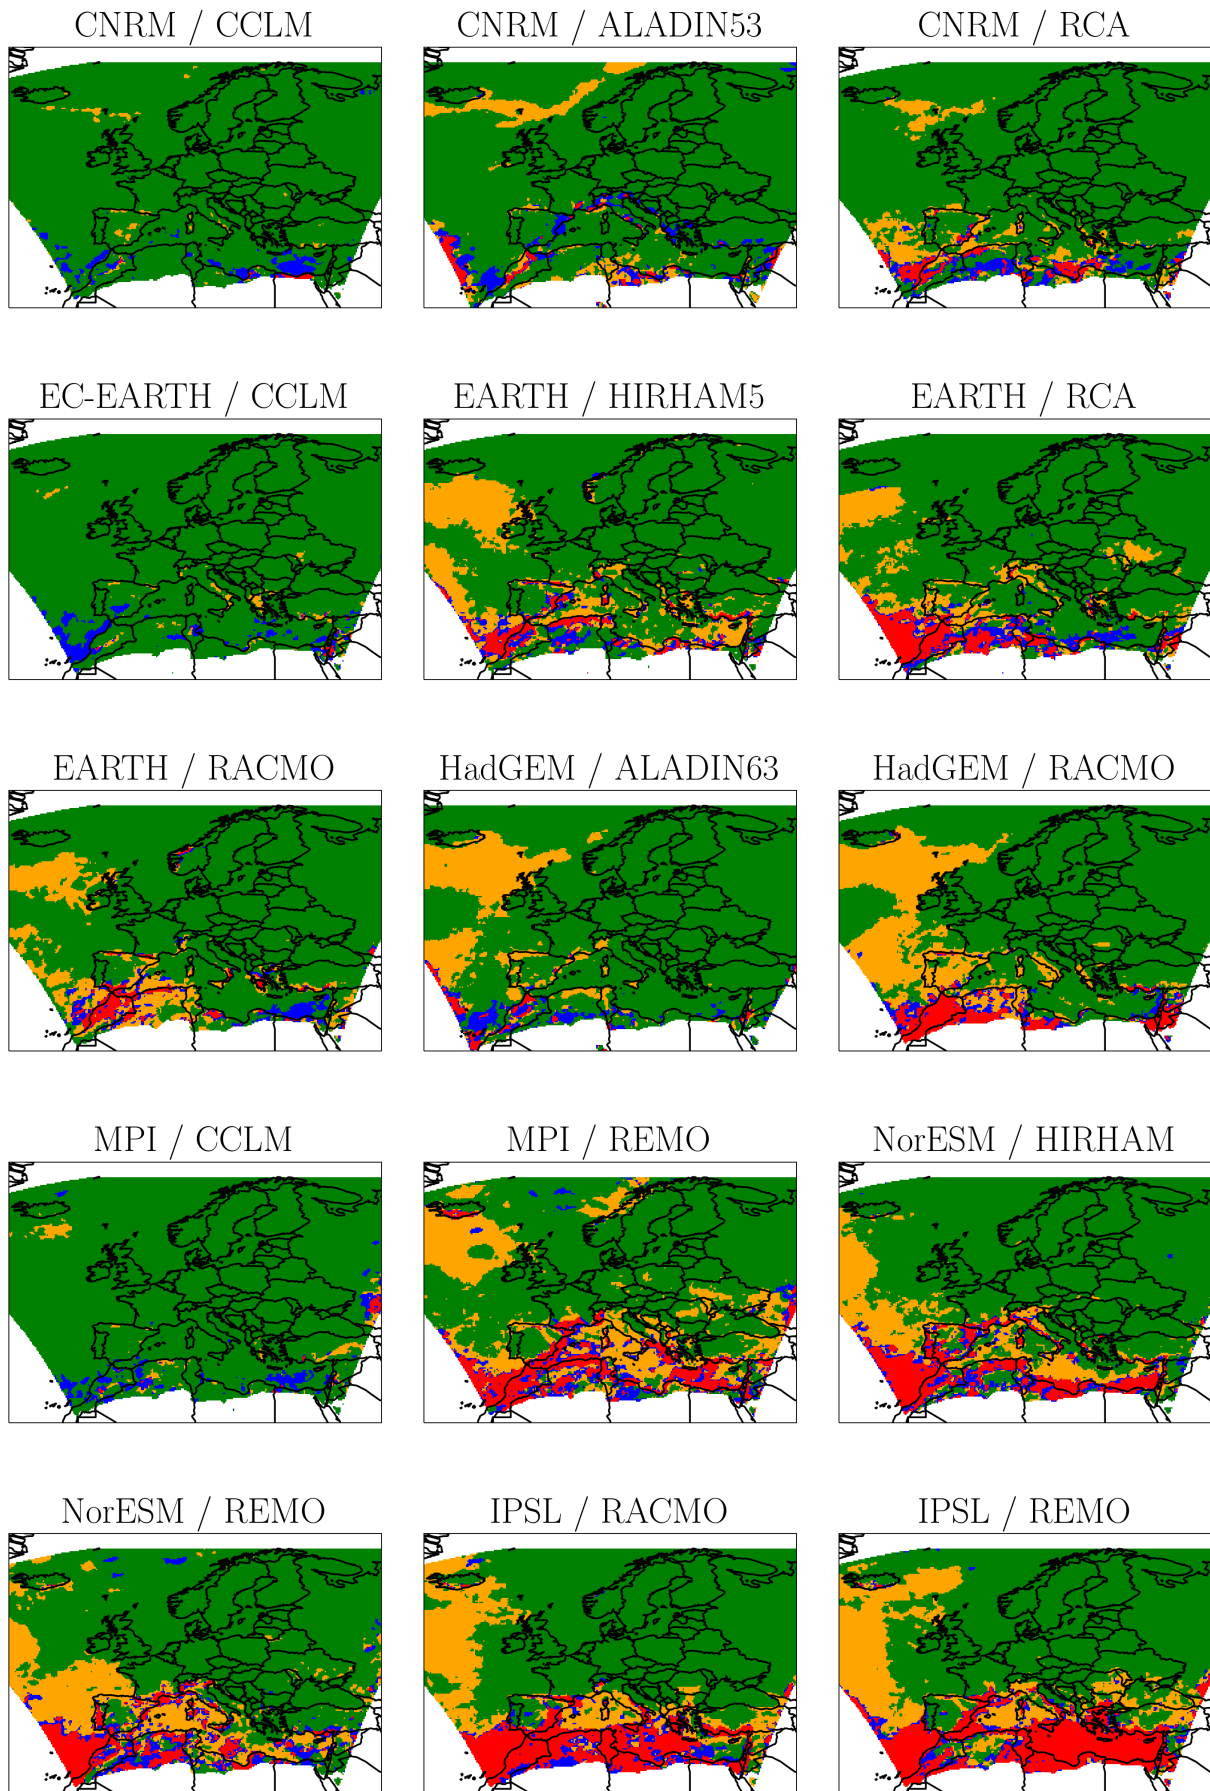 CNRM / CCLM
CNRM / ALADIN53
CNRM / RCA
EC-EARTH / CCLM
EARTH / HIRHAM5
EARTH / RCA
EARTH / RACMO
HadGEM / ALADIN63
HadGEM / RACMO
MPI / CCLM
MPI / REMO
NorESM / HIRHAM
NorESM / REMO
IPSL / RACMO
IPSL / REMO